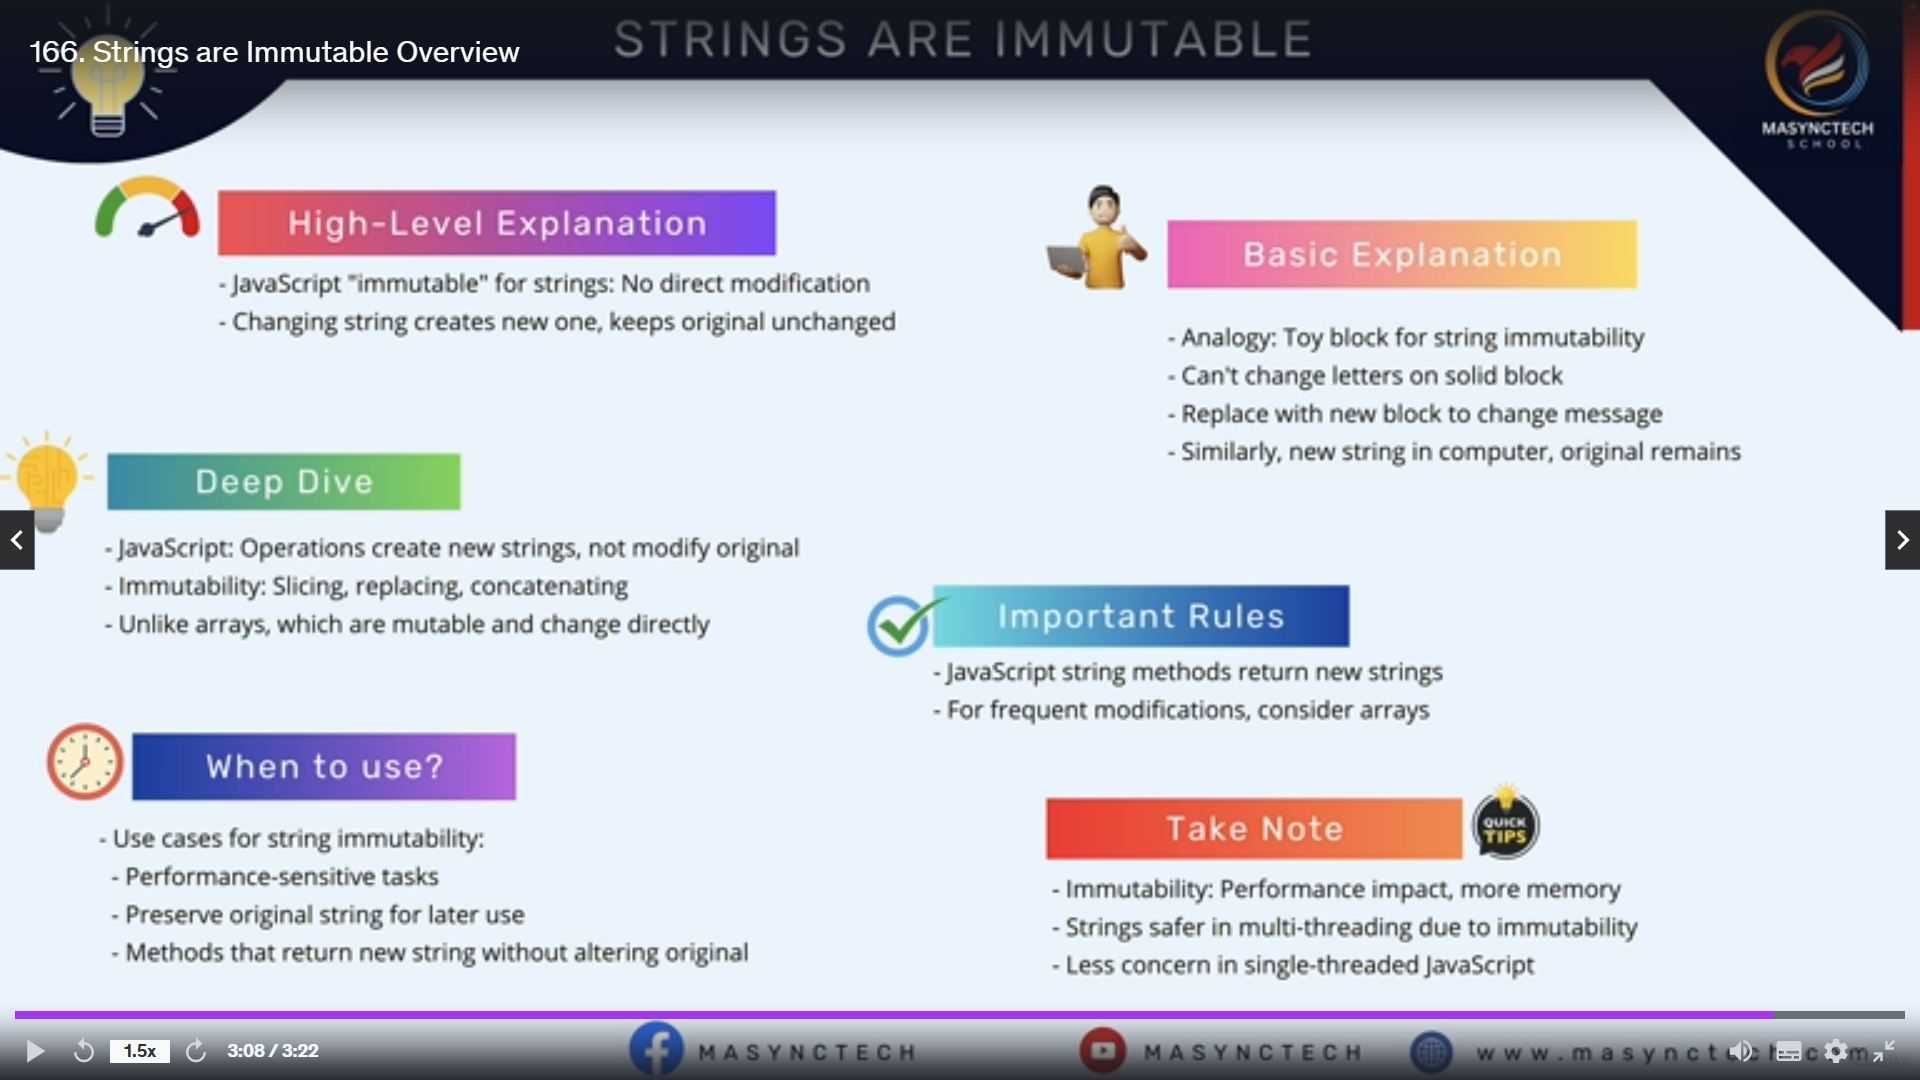 STRINGS ARE IMMUTABLE
166. Strings are Immutable Overview
MASYNCTECH
SCHOOL
High-Level Explanation
- JavaScript "immutable" for strings: No direct modification
- Changing string creates new one, keeps original unchanged
Basic Explanation
- Analogy: Toy block for string immutability
- Can't change letters on solid block
- Replace with new block to change message
- Similarly, new string in computer, original remains
Deep Dive
- JavaScript: Operations create new strings, not modify original
- Immutability: Slicing, replacing, concatenating
- Unlike arrays, which are mutable and change directly
Important Rules
- JavaScript string methods return new strings
- For frequent modifications, consider arrays
When to use?
- Use cases for string immutability:
- Performance-sensitive tasks
- Preserve original string for later use
- Methods that return new string without altering original
Take Note
QUICK
TIPS
- Immutability: Performance impact, more memory
- Strings safer in multi-threading due to immutability
- Less concern in single-threaded JavaScript
1.5x
3:08 / 3:22
MASYNCTECH
MASYNCTECH